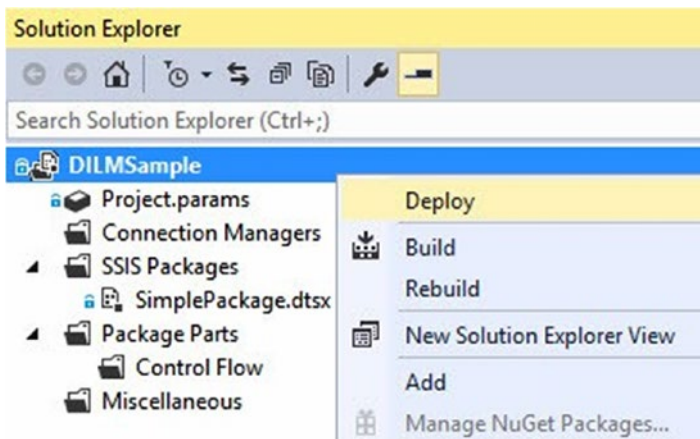 Solution Explorer
Search Solution Explorer (Ctrl+;)
DILMSample
Project.params
Connection Managers
SSIS Packages
SimplePackage.dtsx
Package Parts
Control Flow
Miscellaneous
Deploy
Build
Rebuild
New Solution Explorer View
Add
Manage NuGet Packages...